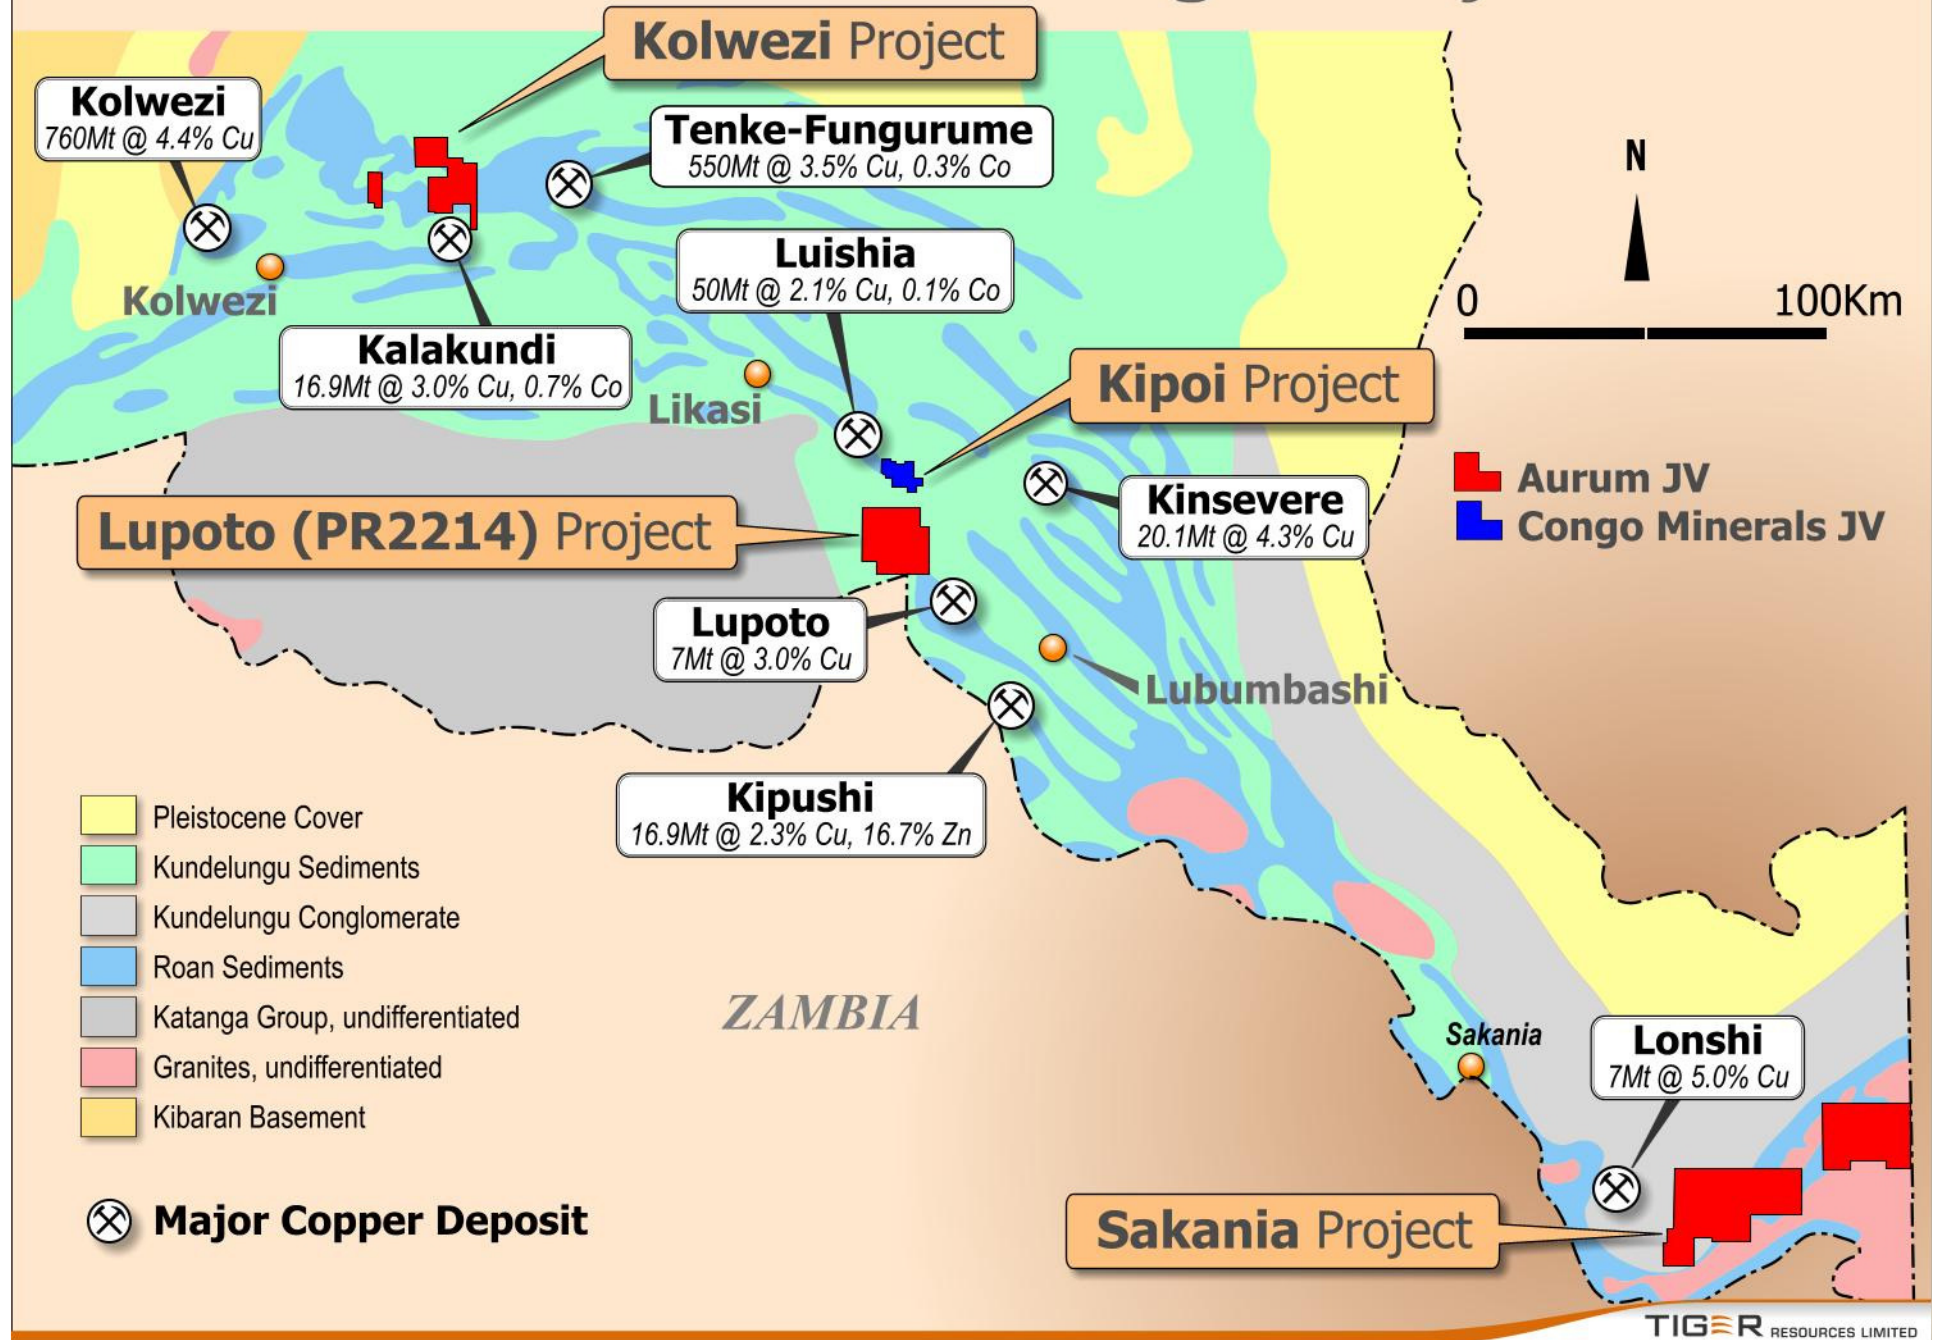 Kolwezi Project
Kolwezi
760Mt @ 4.4% Cu
Tenke-Fungurume
550Mt @ 3.5% Cu, 0.3% Co
N
Luishia
50Mt @ 2.1% Cu, 0.1% Co
Kolwezi
0 100Km
Kalakundi
16.9Mt @ 3.0% Cu, 0.7% Co
Likasi
Kipoi Project
Aurum JV
Congo Minerals JV
Kinsevere
20.1Mt @ 4.3% Cu
Lupoto (PR2214) Project
Lupoto
7Mt @ 3.0% Cu
Lubumbashi
Kipushi
16.9Mt @ 2.3% Cu, 16.7% Zn
Pleistocene Cover
Kundelungu Sediments
Kundelungu Conglomerate
Roan Sediments
Katanga Group, undifferentiated
Granites, undifferentiated
Kibaran Basement
ZAMBIA
Sakania
Lonshi
7Mt @ 5.0% Cu
Major Copper Deposit
Sakania Project
TIGER RESOURCES LIMITED